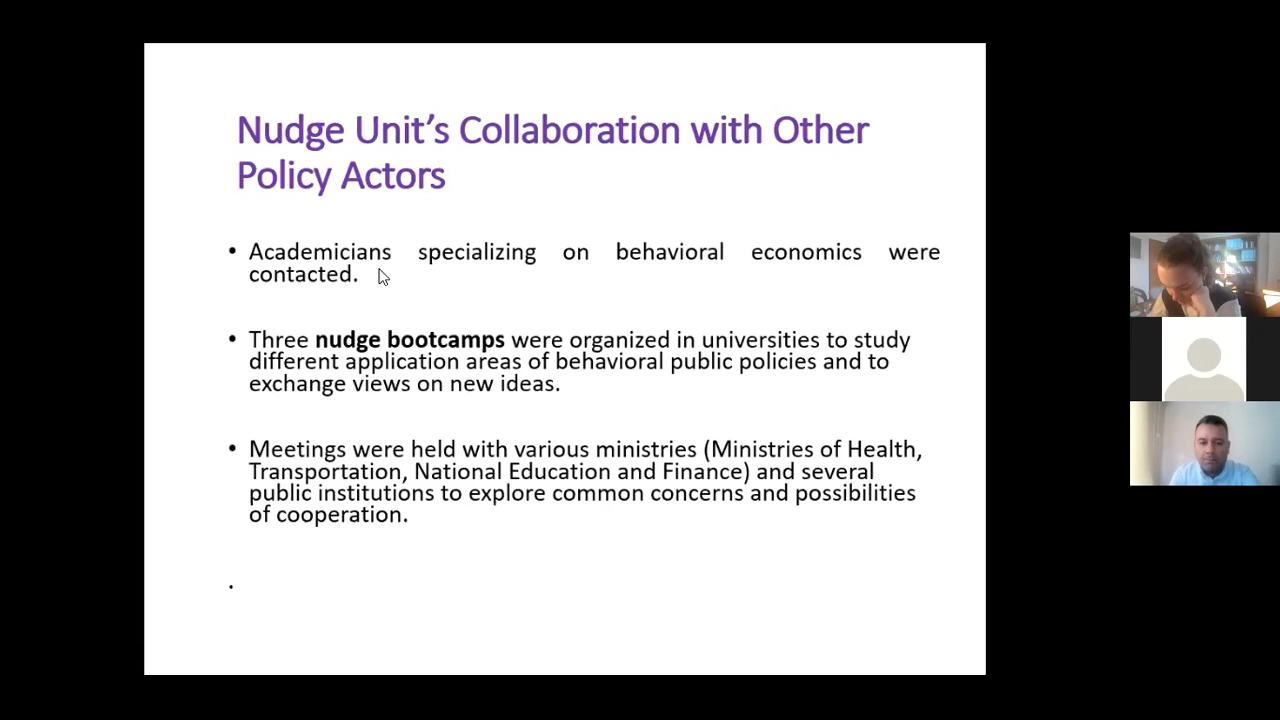 Nudge Unit’s Collaboration with Other
Policy Actors
• Academicians specializing on behavioral economics were
contacted.
• Three nudge bootcamps were organized in universities to study
different application areas of behavioral public policies and to
exchange views on new ideas.
• Meetings were held with various ministries (Ministries of Health,
Transportation, National Education and Finance) and several
public institutions to explore common concerns and possibilities
of cooperation.
.